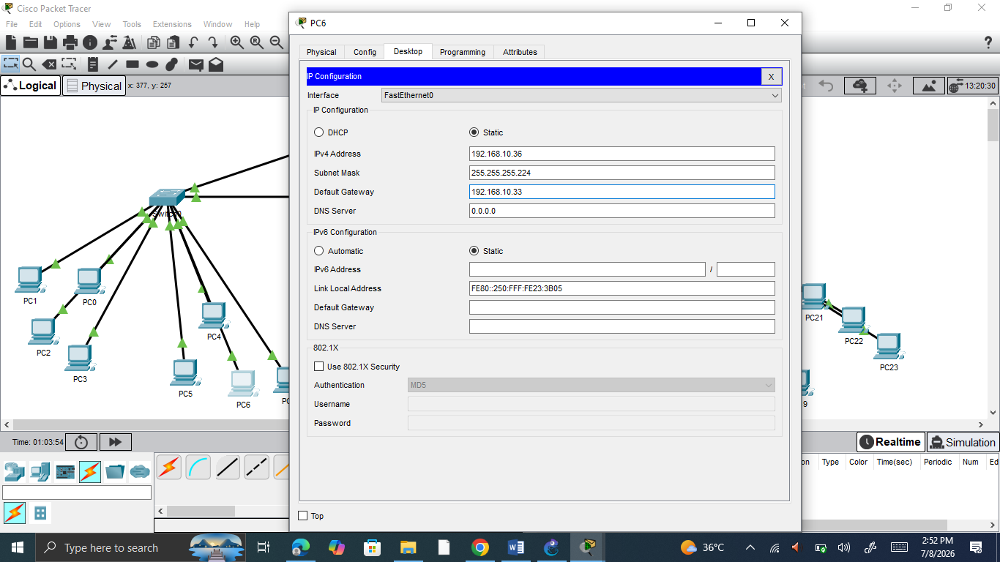 Cisco Packet Tracer
File Edit Options View Tools Extensions Window Help
Logical Physical x: 377, y: 257
13:20:30
PC6
Physical Config Desktop Programming Attributes
IP Configuration X
Interface FastEthernet0
IP Configuration
DHCP Static
IPv4 Address 192.168.10.36
Subnet Mask 255.255.255.224
Default Gateway 192.168.10.33
DNS Server 0.0.0.0
IPv6 Configuration
Automatic Static
IPv6 Address /
Link Local Address FE80::250:FFF:FE23:3B05
Default Gateway
DNS Server
802.1X
Use 802.1X Security
Authentication MD5
Username
Password
Top
PC1
PC0
PC2
PC3
PC4
PC5
PC6
PC21
PC22
PC23
Time: 01:03:54
Realtime Simulation
Type Color Time(sec) Periodic Num Ed
Type here to search
36°C
2:52 PM
7/8/2026